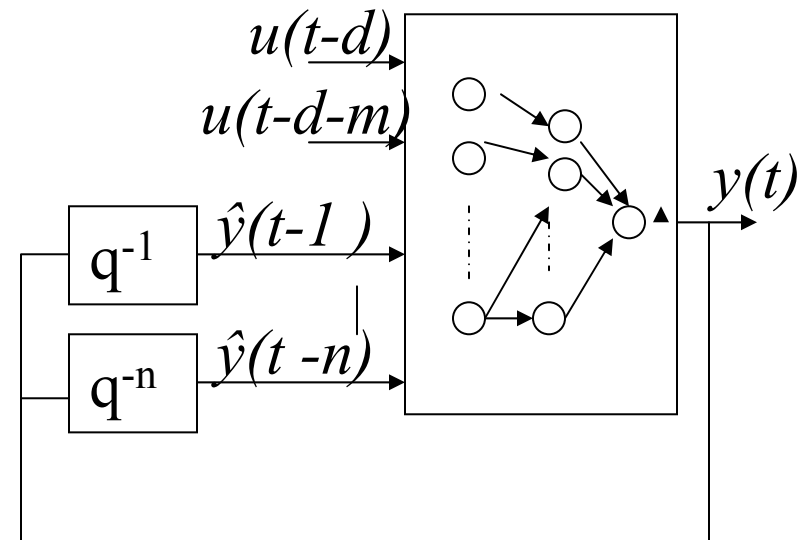 u(t-d)
u(t-d-m)
y(t)
q⁻¹
ŷ(t-1 )
q⁻ⁿ
ŷ(t -n)